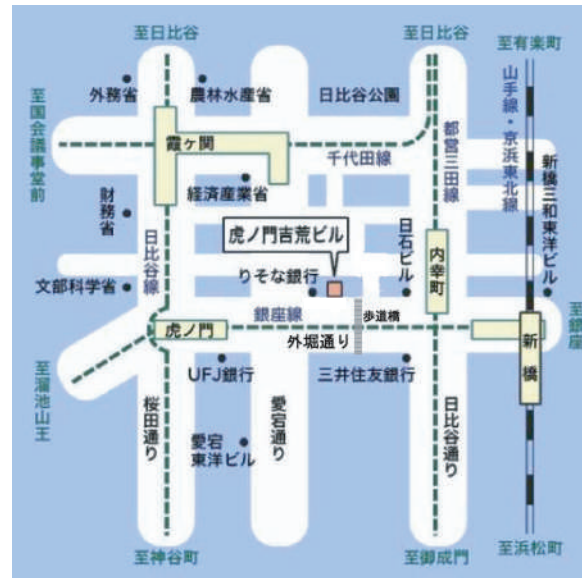 至日比谷
至日比谷
至有楽町
外務省
農林水産省
日比谷公園
山手線・京浜東北線
至国会議事堂前
霞ヶ関
千代田線
都営三田線
新橋三和東洋ビル
経済産業省
財務省
日比谷線
虎ノ門吉荒ビル
日石ビル
内幸町
文部科学省
りそな銀行
銀座線
歩道橋
至銀座
虎ノ門
外堀通り
新橋
UFJ銀行
三井住友銀行
至溜池山王
桜田通り
愛宕通り
日比谷通り
愛宕
東洋ビル
至神谷町
至御成門
至浜松町